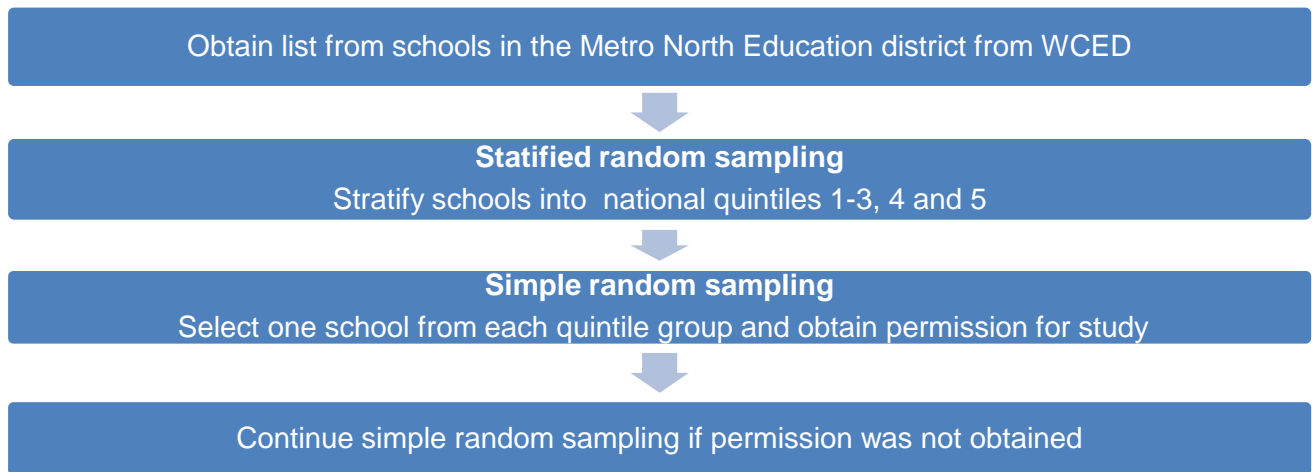 Obtain list from schools in the Metro North Education district from WCED
Statified random sampling
Stratify schools into  national quintiles 1-3, 4 and 5
Simple random sampling
Select one school from each quintile group and obtain permission for study
Continue simple random sampling if permission was not obtained